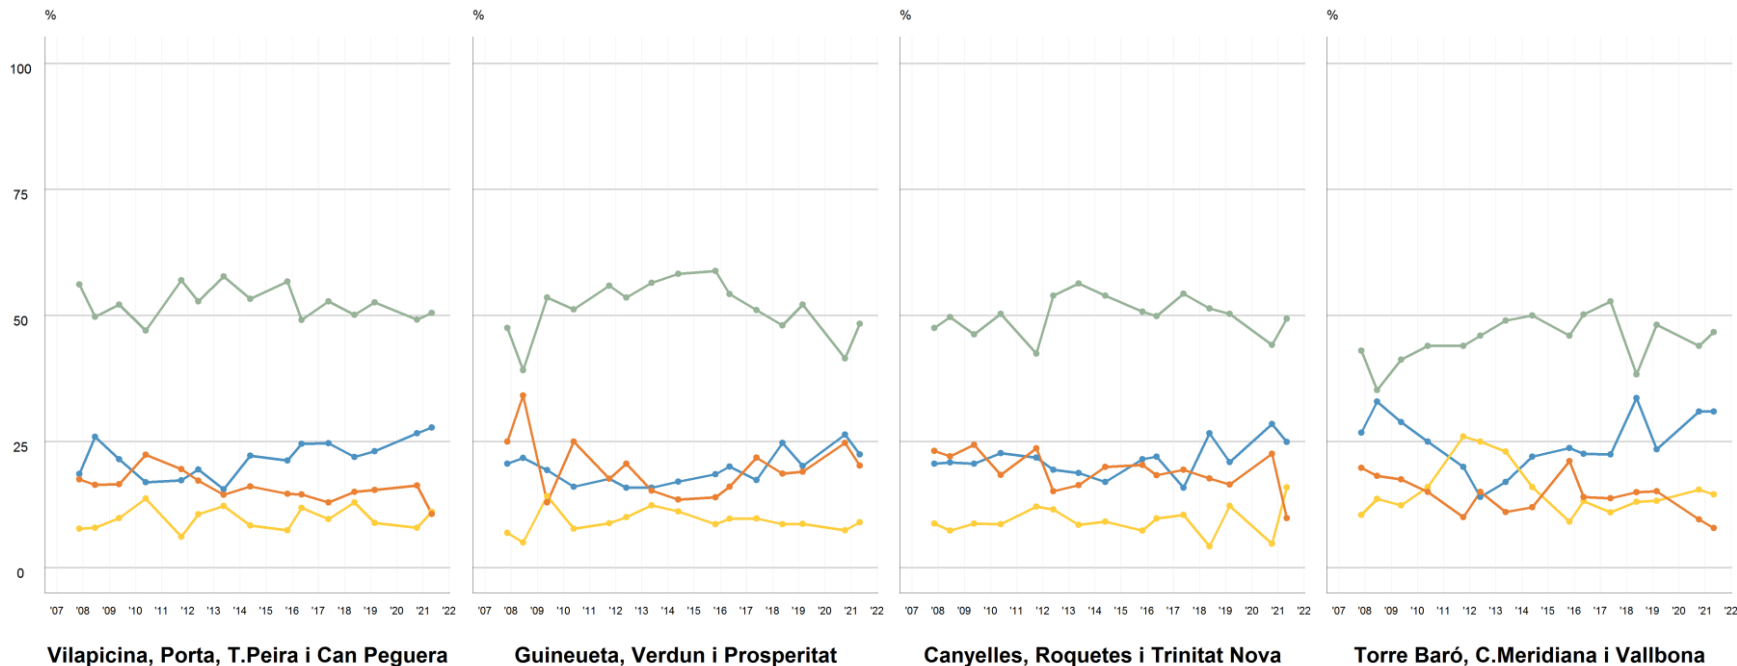 % % % %
100
75
50
25
0
'07 '08 '09 '10 '11 '12 '13 '14 '15 '16 '17 '18 '19 '20 '21 '22 '07 '08 '09 '10 '11 '12 '13 '14 '15 '16 '17 '18 '19 '20 '21 '22 '07 '08 '09 '10 '11 '12 '13 '14 '15 '16 '17 '18 '19 '20 '21 '22 '07 '08 '09 '10 '11 '12 '13 '14 '15 '16 '17 '18 '19 '20 '21 '22
Vilapicina, Porta, T.Peira i Can Peguera Guineueta, Verdun i Prosperitat Canyelles, Roquetes i Trinitat Nova Torre Baró, C.Meridiana i Vallbona